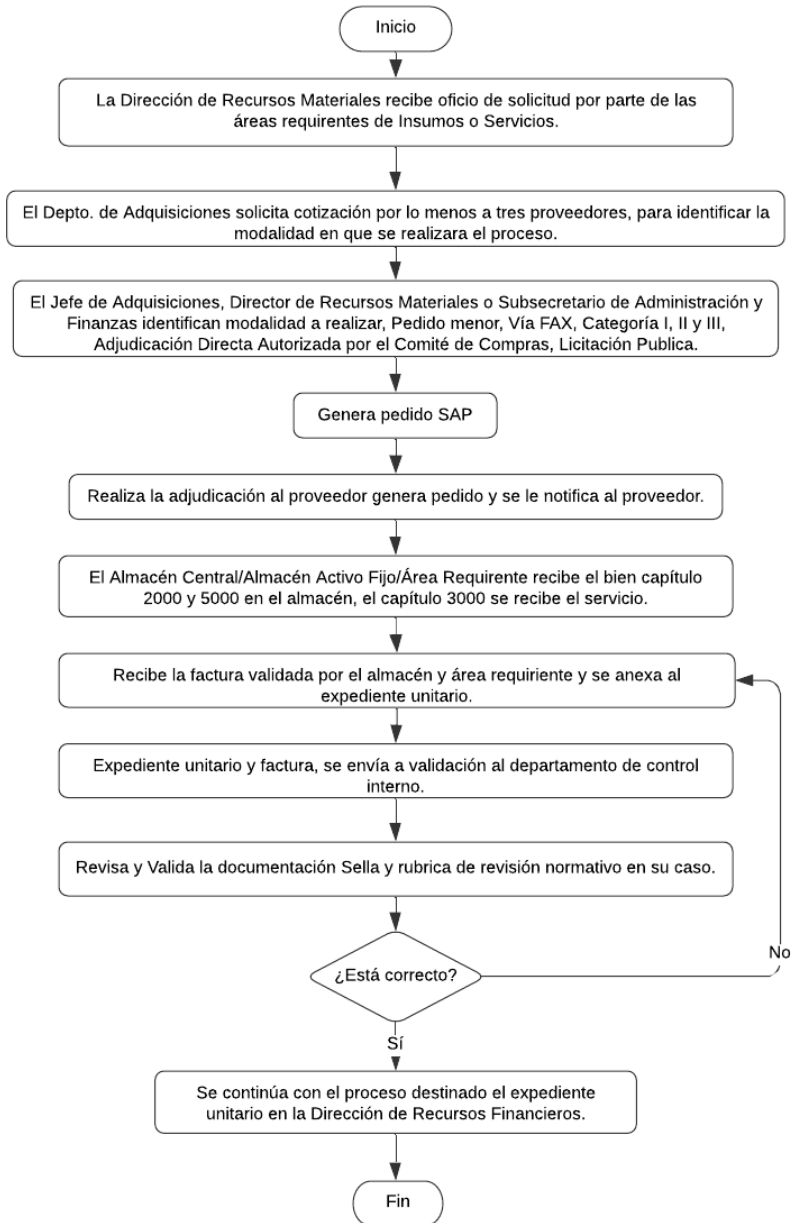 Inicio
La Dirección de Recursos Materiales recibe oficio de solicitud por parte de las
áreas requirentes de Insumos o Servicios.
El Depto. de Adquisiciones solicita cotización por lo menos a tres proveedores, para identificar la
modalidad en que se realizara el proceso.
El Jefe de Adquisiciones, Director de Recursos Materiales o Subsecretario de Administración y
Finanzas identifican modalidad a realizar, Pedido menor, Vía FAX, Categoría I, II y III,
Adjudicación Directa Autorizada por el Comité de Compras, Licitación Publica.
Genera pedido SAP
Realiza la adjudicación al proveedor genera pedido y se le notifica al proveedor.
El Almacén Central/Almacén Activo Fijo/Área Requirente recibe el bien capítulo
2000 y 5000 en el almacén, el capítulo 3000 se recibe el servicio.
Recibe la factura validada por el almacén y área requiriente y se anexa al
expediente unitario.
Expediente unitario y factura, se envía a validación al departamento de control
interno.
Revisa y Valida la documentación Sella y rubrica de revisión normativo en su caso.
No
¿Está correcto?
Sí
Se continúa con el proceso destinado el expediente
unitario en la Dirección de Recursos Financieros.
Fin